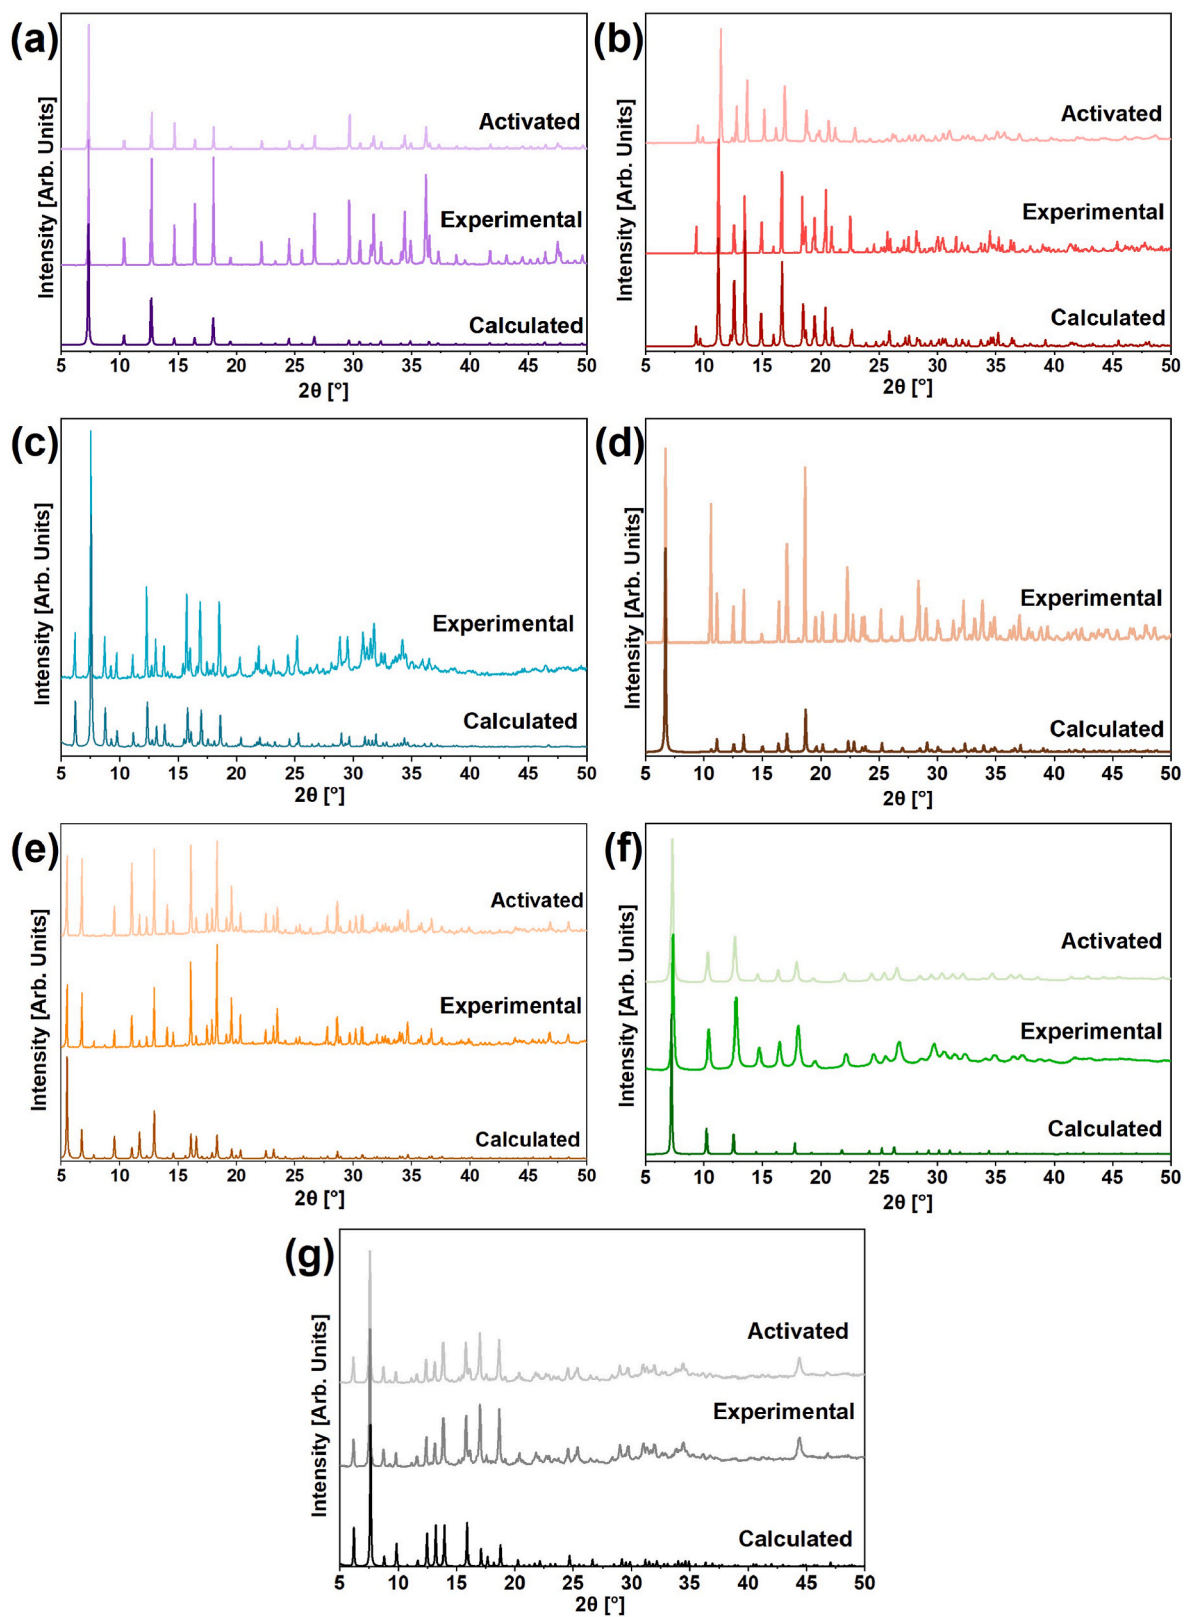 (a)
Intensity [Arb. Units]
Activated
Experimental
Calculated
5 10 15 20 25 30 35 40 45 50
2θ [°]
(b)
Intensity [Arb. Units]
Activated
Experimental
Calculated
5 10 15 20 25 30 35 40 45 50
2θ [°]
(c)
Intensity [Arb. Units]
Experimental
Calculated
5 10 15 20 25 30 35 40 45 50
2θ [°]
(d)
Intensity [Arb. Units]
Experimental
Calculated
5 10 15 20 25 30 35 40 45 50
2θ [°]
(e)
Intensity [Arb. Units]
Activated
Experimental
Calculated
5 10 15 20 25 30 35 40 45 50
2θ [°]
(f)
Intensity [Arb. Units]
Activated
Experimental
Calculated
5 10 15 20 25 30 35 40 45 50
2θ [°]
(g)
Intensity [Arb. Units]
Activated
Experimental
Calculated
5 10 15 20 25 30 35 40 45 50
2θ [°]